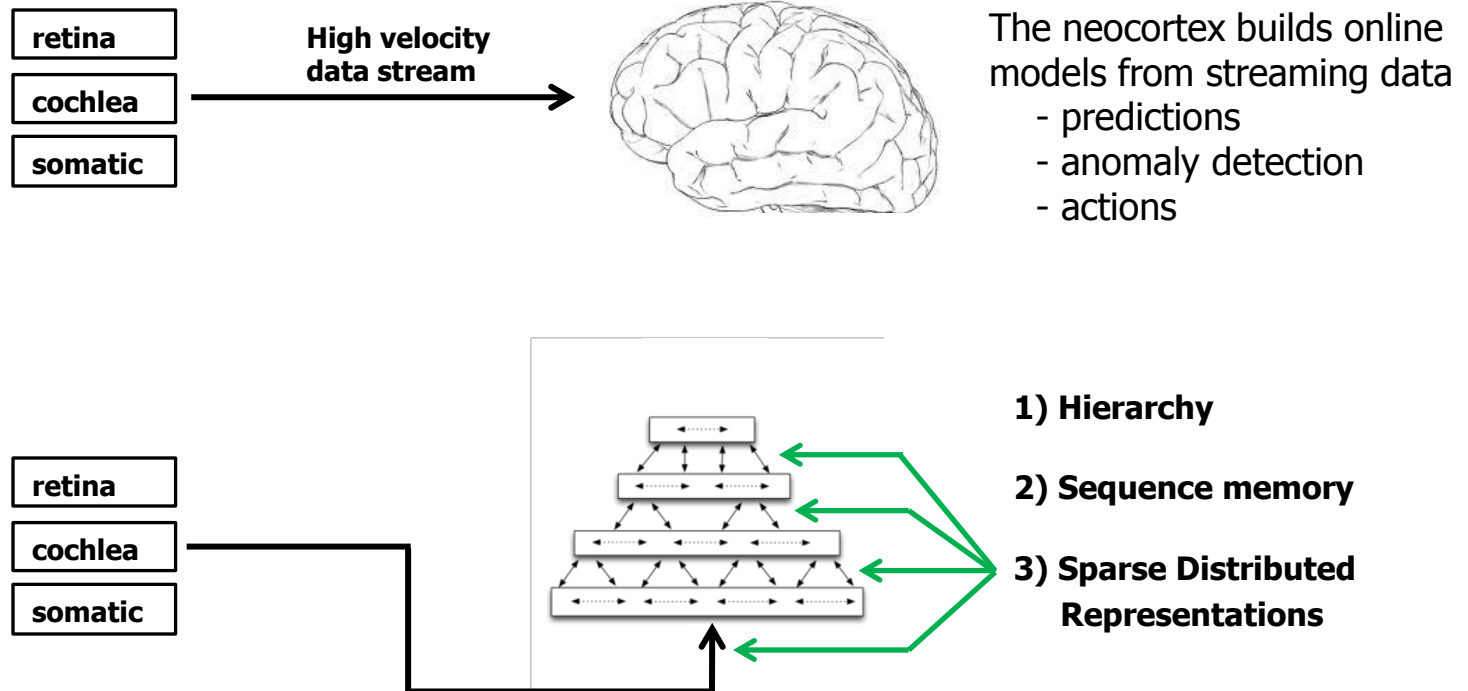 retina
cochlea
somatic
High velocity
data stream
The neocortex builds online
models from streaming data
- predictions
- anomaly detection
- actions
retina
cochlea
somatic
1) Hierarchy
2) Sequence memory
3) Sparse Distributed
Representations